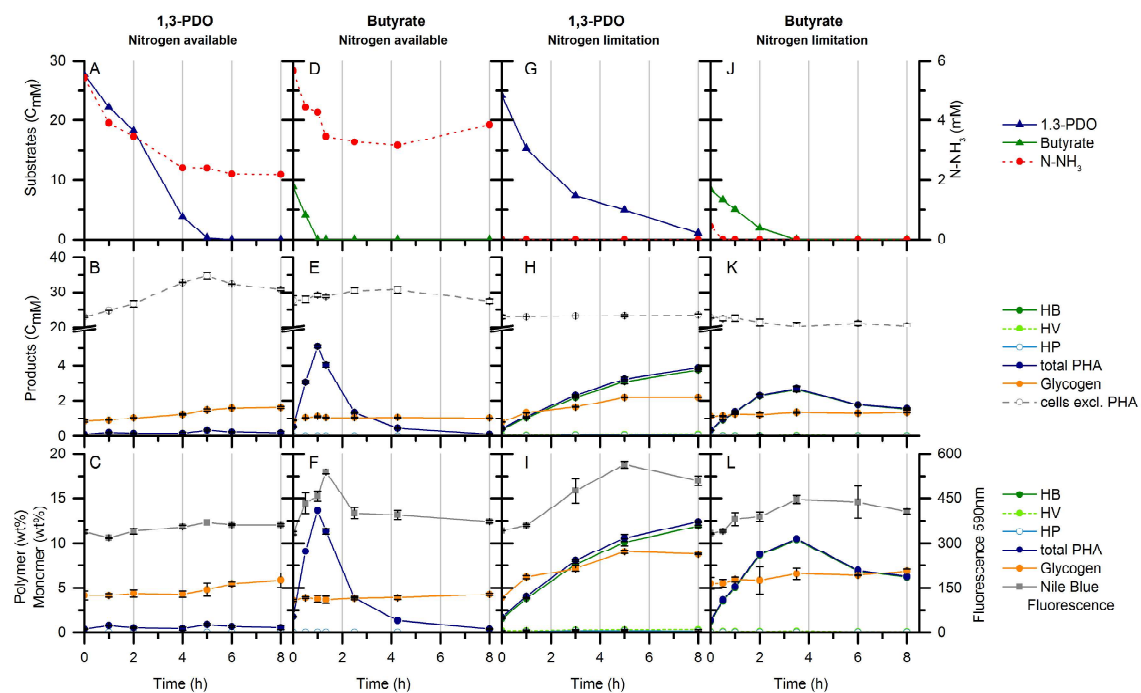 1,3-PDO
Nitrogen available
Butyrate
Nitrogen available
1,3-PDO
Nitrogen limitation
Butyrate
Nitrogen limitation
A
D
G
J
30
20
10
0
Substrates (CmM)
6
4
2
0
N-NH3 (mM)
1.3-PDO
Butyrate
N-NH3
B
E
H
K
40
30
20
4
2
0
Products (CmM)
HB
HV
HP
total PHA
Glycogen
cells excl. PHA
C
F
I
L
20
15
10
5
0
Polymer (wt%)
Monomer (wt%)
600
450
300
150
0
Fluorescence 590nm
HB
HV
HP
total PHA
Glycogen
Nile Blue
Fluorescence
0 2 4 6 8
0 2 4 6 8
0 2 4 6 8
0 2 4 6 8
Time (h)
Time (h)
Time (h)
Time (h)